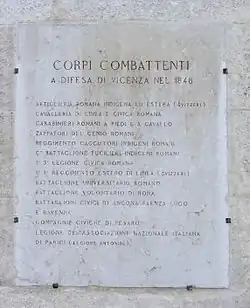 CORPI COMBATTENTI
A DIFESA DI VICENZA NEL 1848
ARTIGLIERIA ROMANA INDIGENA ED ESTERA (SVIZZERI)
CAVALLERIA DI LINEA E CIVICA ROMANA
CARABINIERI ROMANI A PIEDI E A CAVALLO
ZAPPATORI DEL GENIO ROMANI
REGGIMENTO CACCIATORI INDIGENI ROMANI
BATTAGLIONE FUCILIERI INDIGENI ROMANI
LEGIONE CIVICA ROMANA
REGGIMENTO ESTERO DI LINEA (SVIZZERI)
BATTAGLIONE UNIVERSITARIO ROMANO
BATTAGLIONE VOLONTARIO DI ROMA
BATTAGLIONI CIVICI DI ANCONA FAENZA LUGO
E RAVENNA
COMPAGNIE CIVICHE DI PESARO
LEGIONE DELL'ASSOCIAZIONE NAZIONALE ITALIANA
DI PARIGI (LEGIONE ANTONINI)